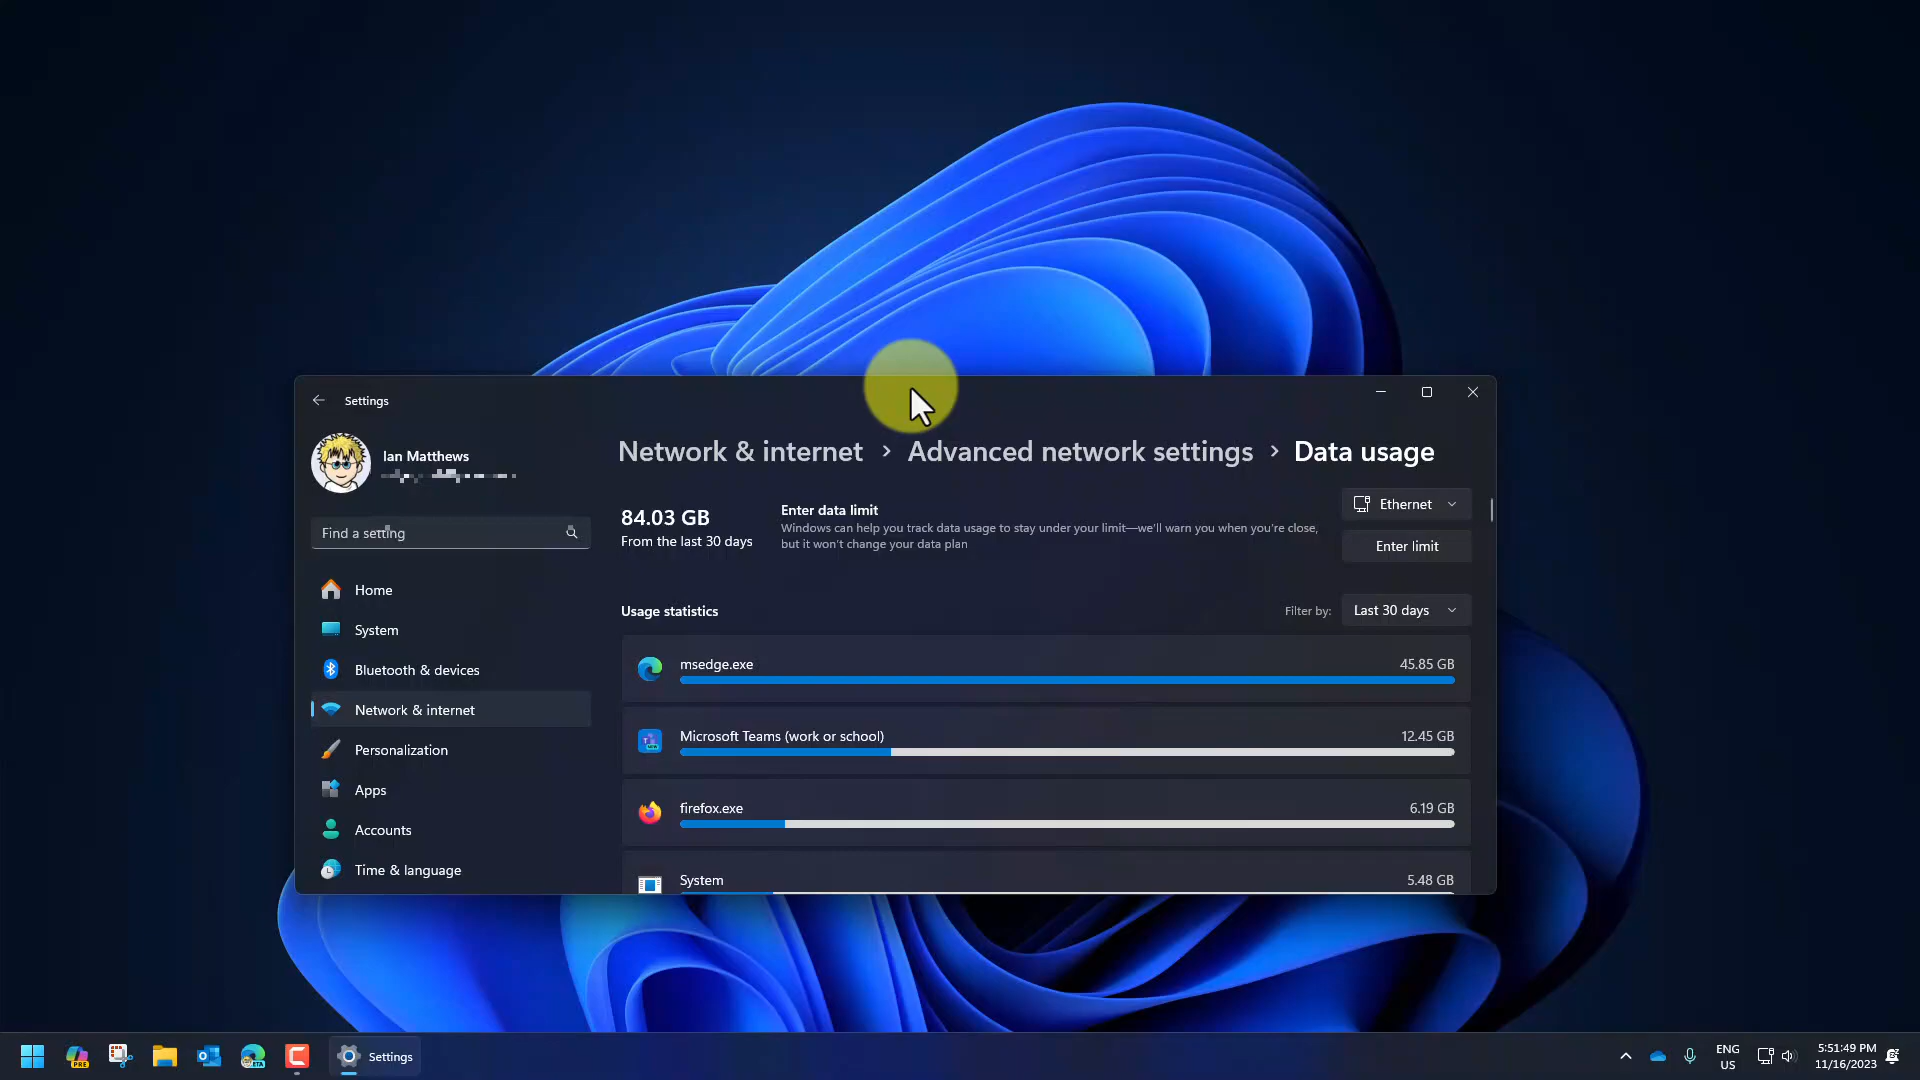 Settings
Ian Matthews
Find a setting
Home
System
Bluetooth & devices
Network & internet
Personalization
Apps
Accounts
Time & language
Network & internet > Advanced network settings > Data usage
84.03 GB
From the last 30 days
Enter data limit
Windows can help you track data usage to stay under your limit—we'll warn you when you're close,
but it won't change your data plan
Ethernet
Enter limit
Usage statistics
Filter by: Last 30 days
msedge.exe 45.85 GB
Microsoft Teams (work or school) 12.45 GB
firefox.exe 6.19 GB
System 5.48 GB
PRE
BETA
Settings
ENG
US
5:51:49 PM
11/16/2023